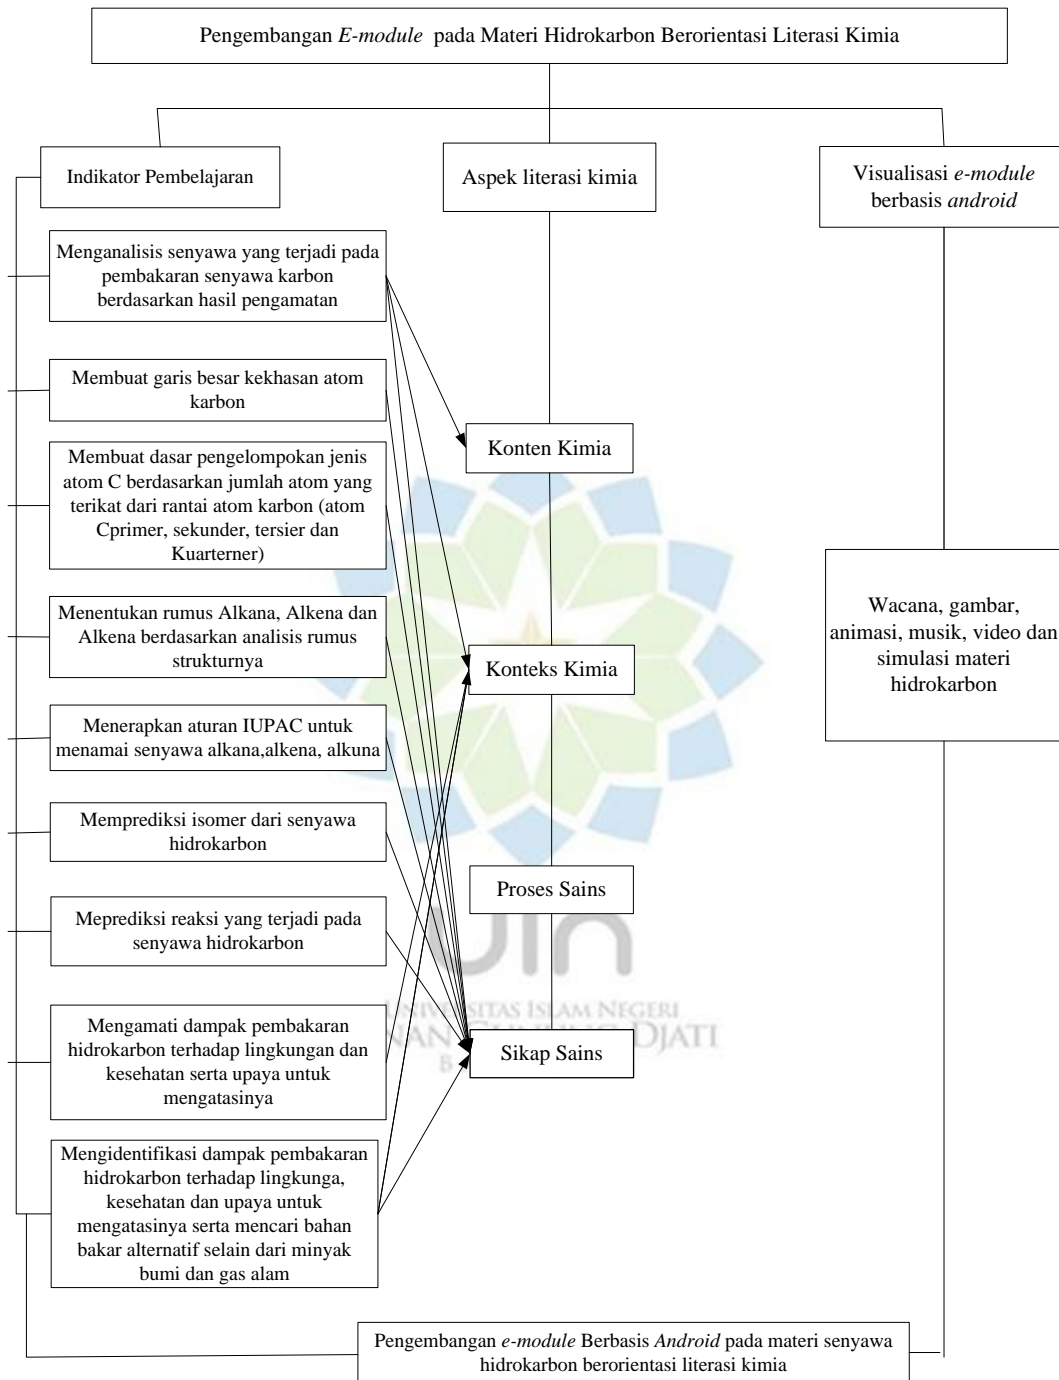 Pengembangan E-module pada Materi Hidrokarbon Berorientasi Literasi Kimia
Indikator Pembelajaran
Aspek literasi kimia
Visualisasi e-module
berbasis android
Menganalisis senyawa yang terjadi pada
pembakaran senyawa karbon
berdasarkan hasil pengamatan
Membuat garis besar kekhasan atom
karbon
Konten Kimia
Membuat dasar pengelompokan jenis
atom C berdasarkan jumlah atom yang
terikat dari rantai atom karbon (atom
Cprimer, sekunder, tersier dan
Kuarterner)
Wacana, gambar,
animasi, musik, video dan
simulasi materi
hidrokarbon
Menentukan rumus Alkana, Alkena dan
Alkena berdasarkan analisis rumus
strukturnya
Konteks Kimia
Menerapkan aturan IUPAC untuk
menamai senyawa alkana,alkena, alkuna
Memprediksi isomer dari senyawa
hidrokarbon
Proses Sains
Meprediksi reaksi yang terjadi pada
senyawa hidrokarbon
uin
UNIVERSITAS ISLAM NEGERI
DJATI
Mengamati dampak pembakaran
hidrokarbon terhadap lingkungan dan
kesehatan serta upaya untuk
mengatasinya
Sikap Sains
Mengidentifikasi dampak pembakaran
hidrokarbon terhadap lingkunga,
kesehatan dan upaya untuk
mengatasinya serta mencari bahan
bakar alternatif selain dari minyak
bumi dan gas alam
Pengembangan e-module Berbasis Android pada materi senyawa
hidrokarbon berorientasi literasi kimia